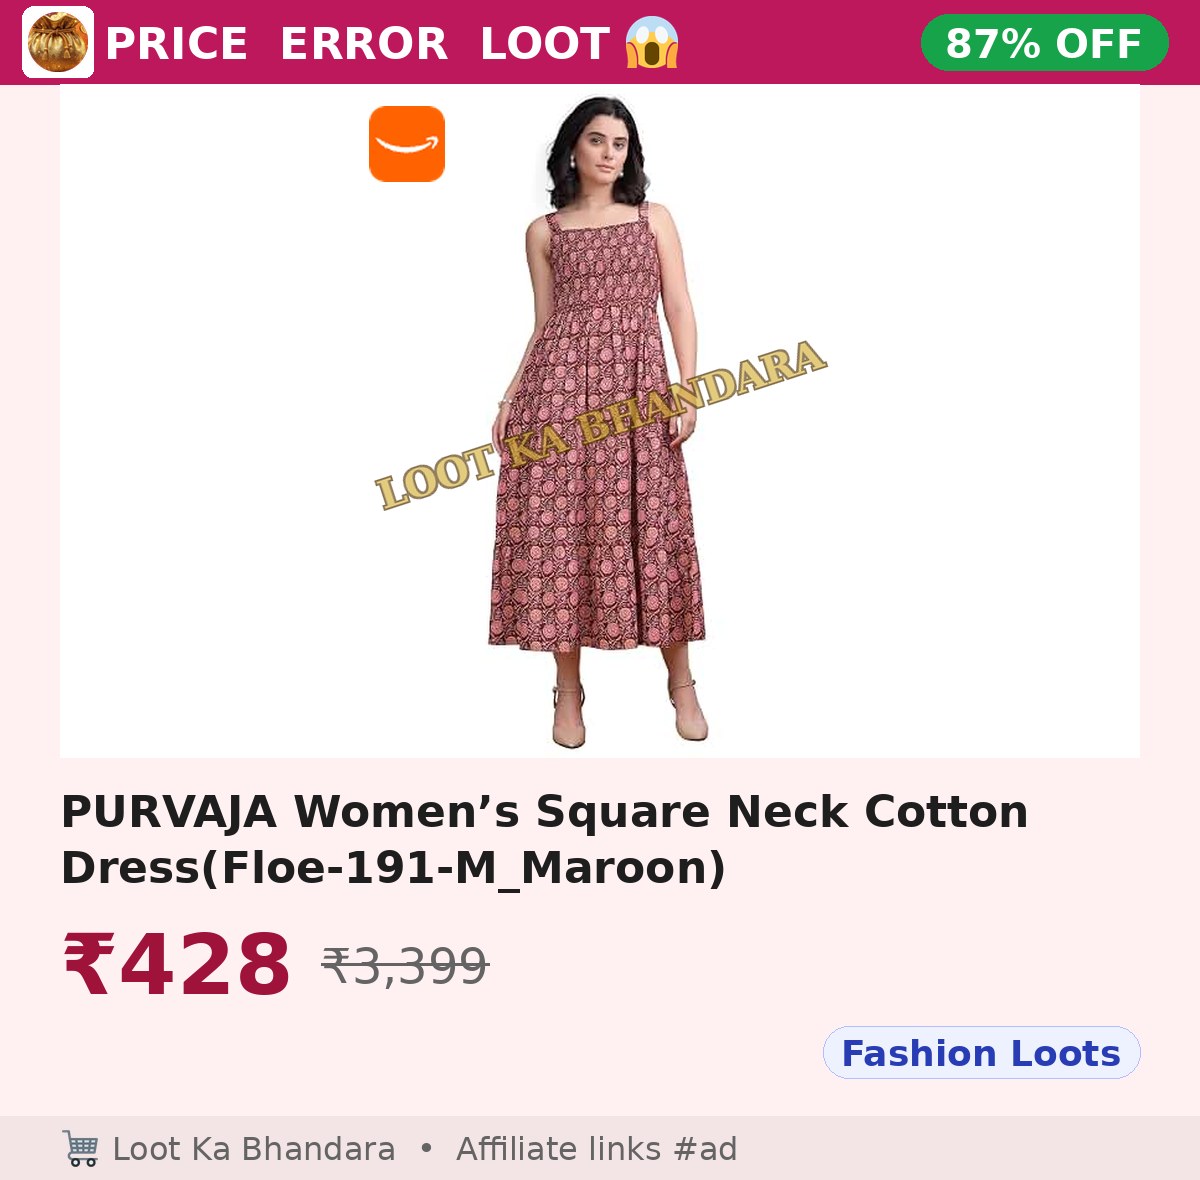 PRICE ERROR LOOT 😱
87% OFF
LOOT KA BHANDARA
PURVAJA Women’s Square Neck Cotton
Dress(Floe-191-M_Maroon)
₹428 ₹3,399
Fashion Loots
Loot Ka Bhandara • Affiliate links #ad